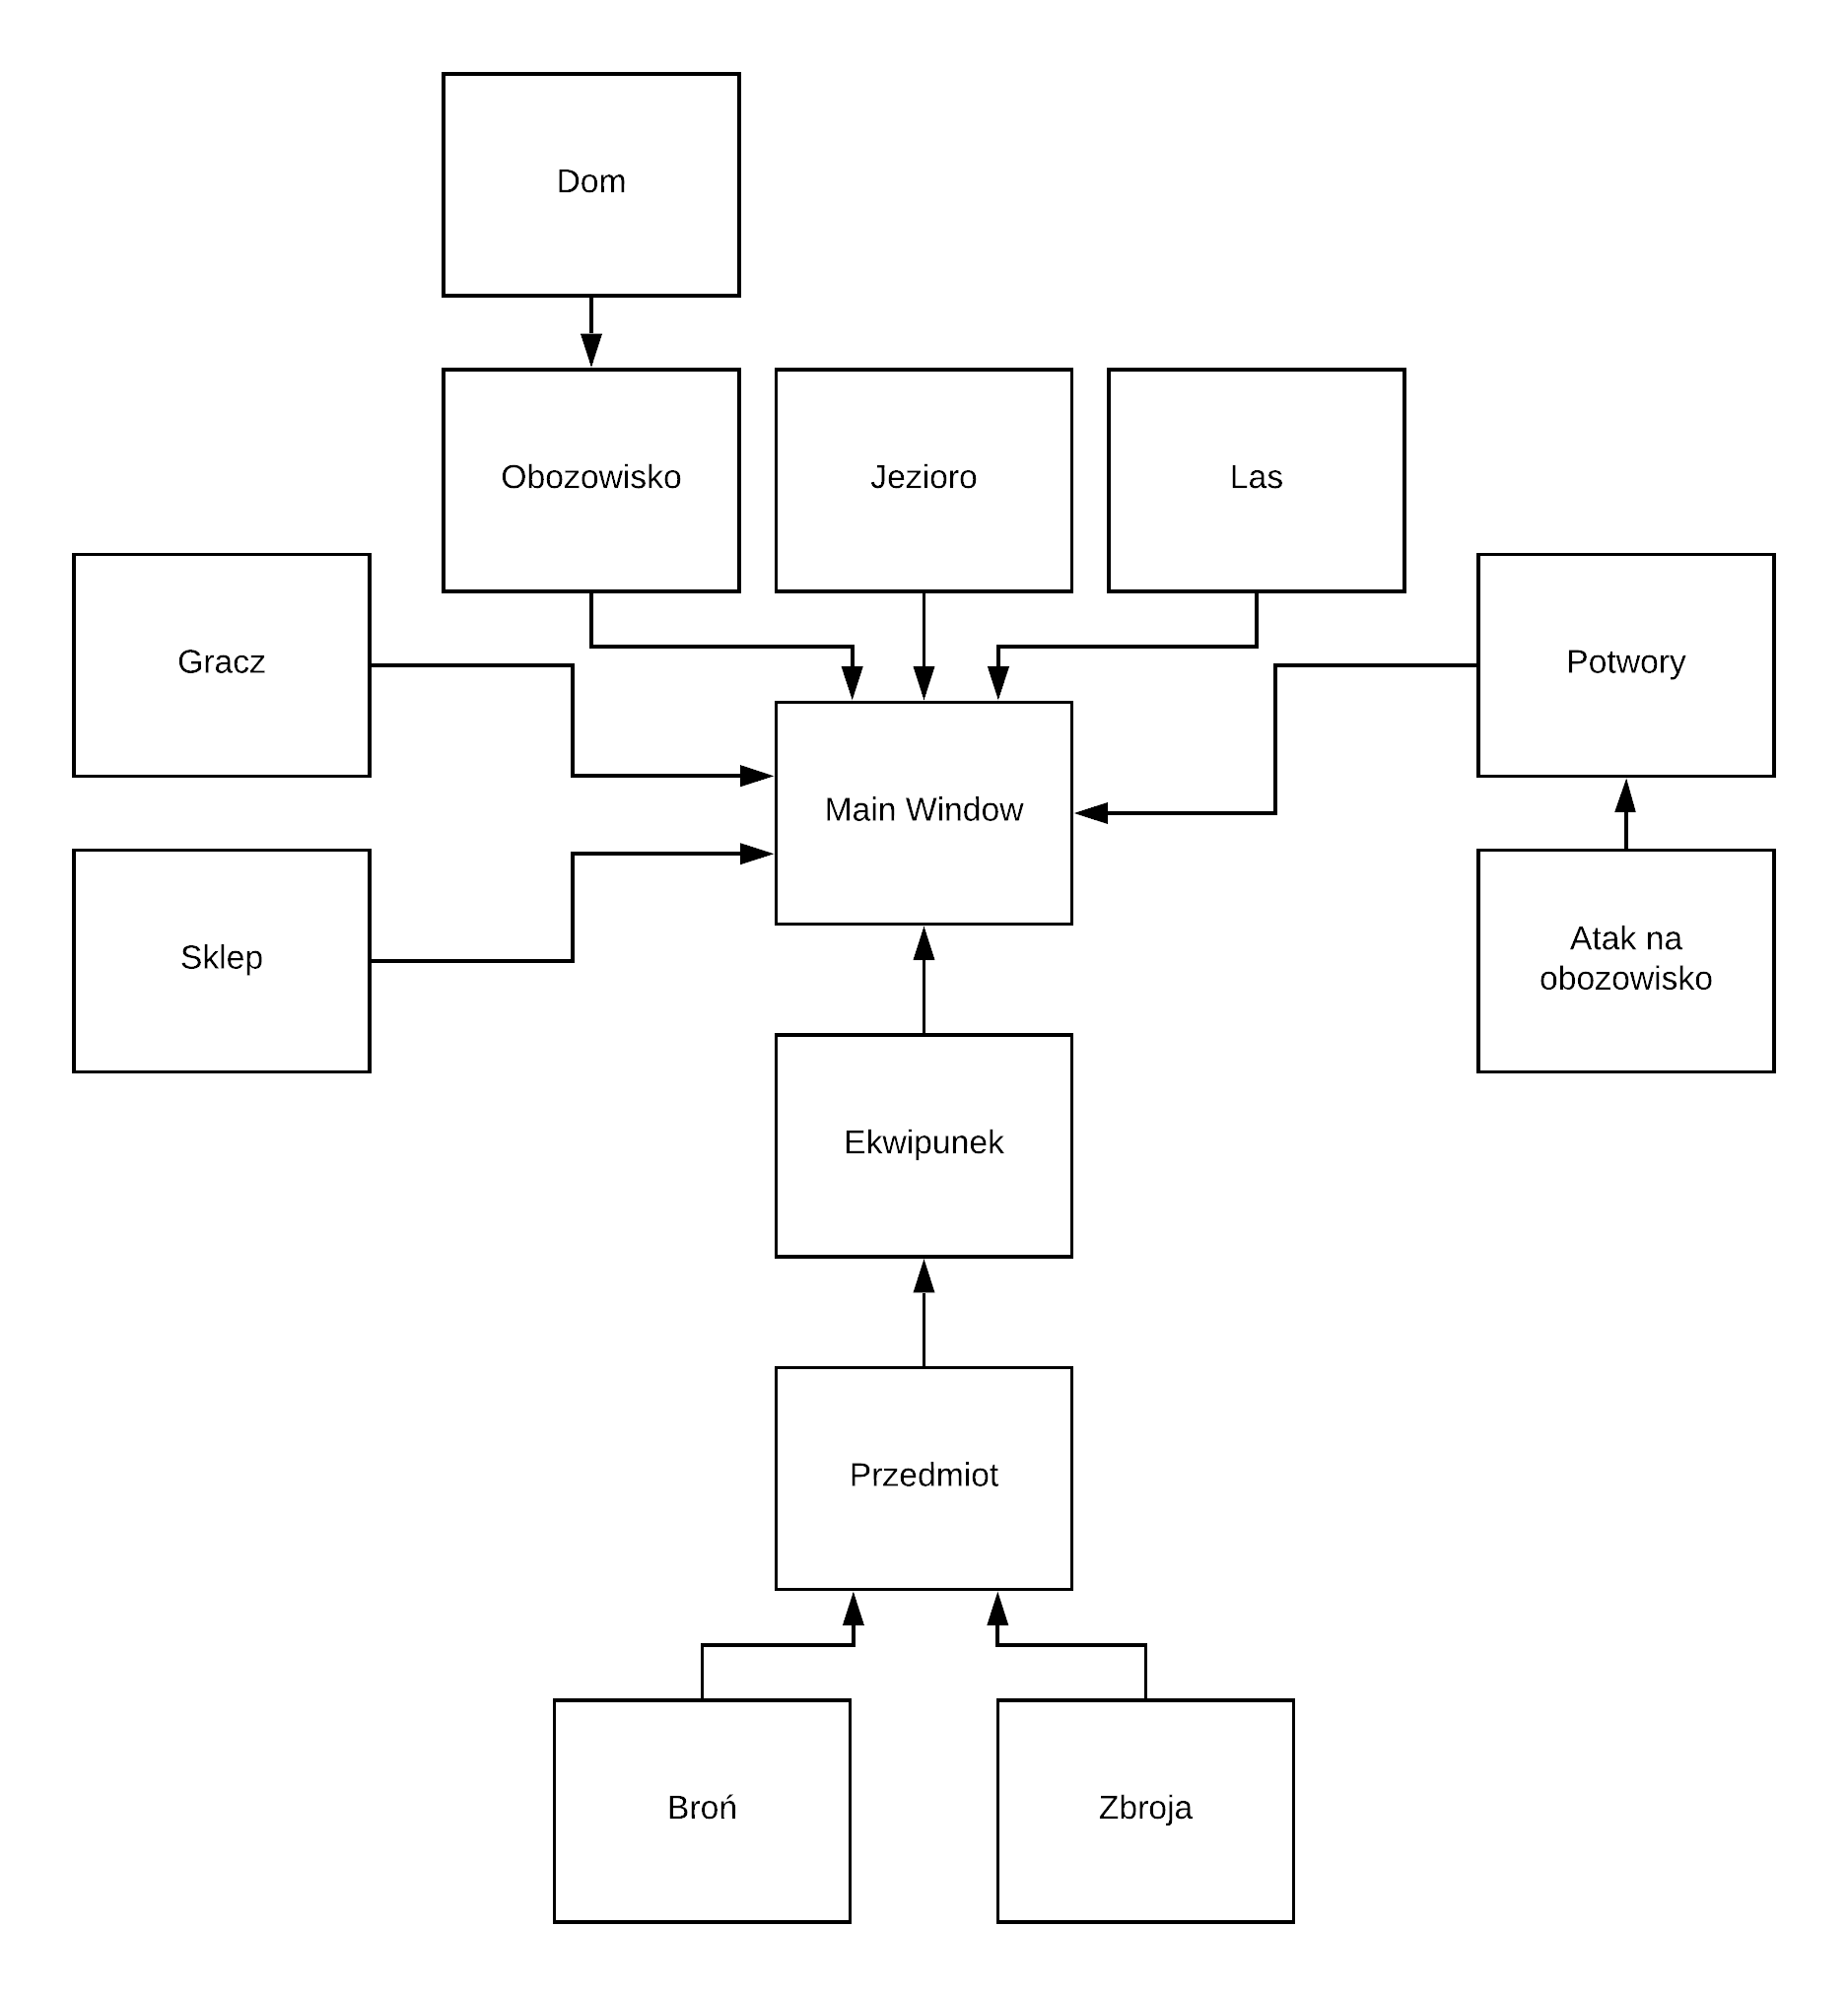 Dom
Obozowisko
Jezioro
Las
Gracz
Potwory
Main Window
Sklep
Atak na
obozowisko
Ekwipunek
Przedmiot
Broń
Zbroja